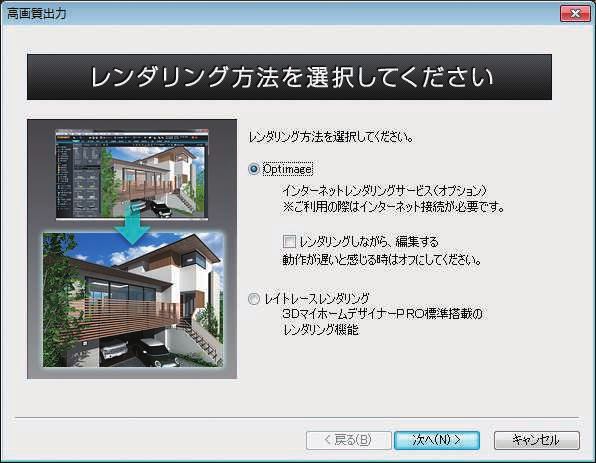 高画質出力
レンダリング方法を選択してください
レンダリング方法を選択してください。
Optimage
インターネットレンダリングサービス(オプション)
※ご利用の際はインターネット接続が必要です。
レンダリングしながら、編集する
動作が遅いと感じる時はオフにしてください。
レイトレースレンダリング
3DマイホームデザイナーPRO標準搭載の
レンダリング機能
< 戻る(B)
次へ(N) >
キャンセル